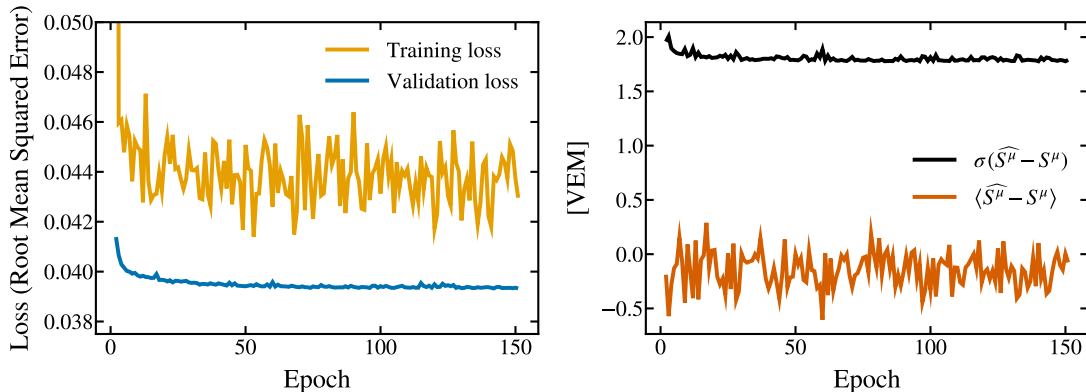 Loss (Root Mean Squared Error)
0.050
0.048
0.046
0.044
0.042
0.040
0.038
Training loss
Validation loss
0
50
100
150
Epoch
[VEM]
2.0
1.5
1.0
0.5
0.0
−0.5
σ(\widehat{S^μ} − S^μ)
⟨\widehat{S^μ} − S^μ⟩
0
50
100
150
Epoch